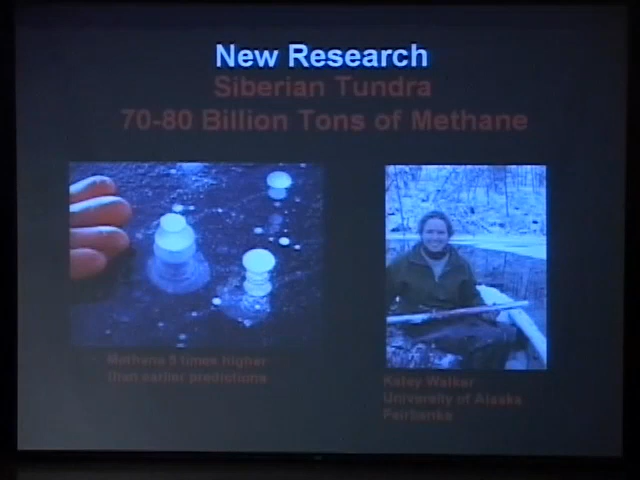 New Research
Siberian Tundra
70-80 Billion Tons of Methane
Methane 5 times higher
than earlier predictions
Katey Walker
University of Alaska
Fairbanks